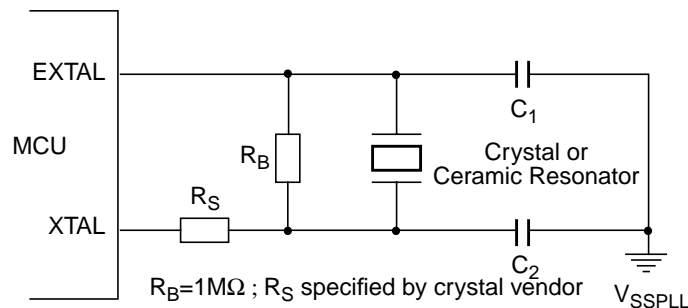 EXTAL
C1
MCU
RB
Crystal or
Ceramic Resonator
RS
XTAL
C2
RB=1MΩ ; RS specified by crystal vendor
VSSPLL